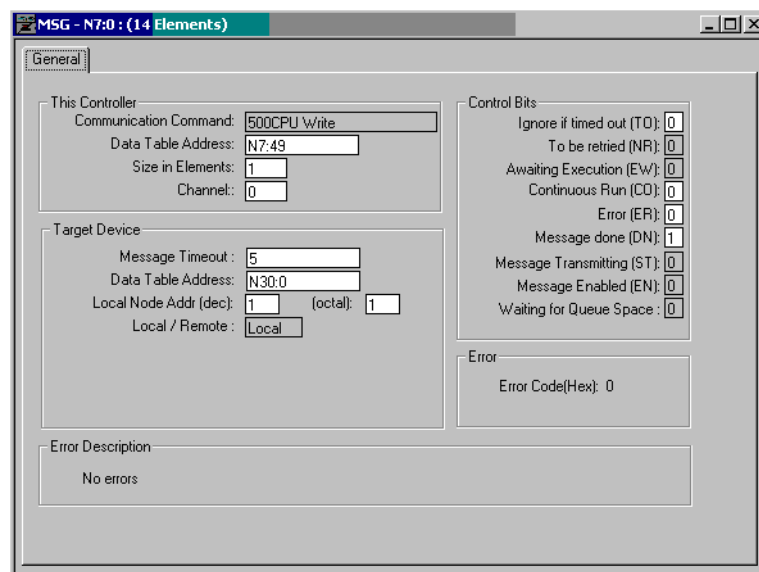 MSG - N7:0 : (14 Elements)
General
This Controller
Communication Command: 500CPU Write
Data Table Address: N7:49
Size in Elements: 1
Channel:: 0
Target Device
Message Timeout : 5
Data Table Address: N30:0
Local Node Addr (dec): 1 (octal): 1
Local / Remote : Local
Control Bits
Ignore if timed out (TO): 0
To be retried (NR): 0
Awaiting Execution (EW): 0
Continuous Run (CO): 0
Error (ER): 0
Message done (DN): 1
Message Transmitting (ST): 0
Message Enabled (EN): 0
Waiting for Queue Space : 0
Error
Error Code(Hex): 0
Error Description
No errors